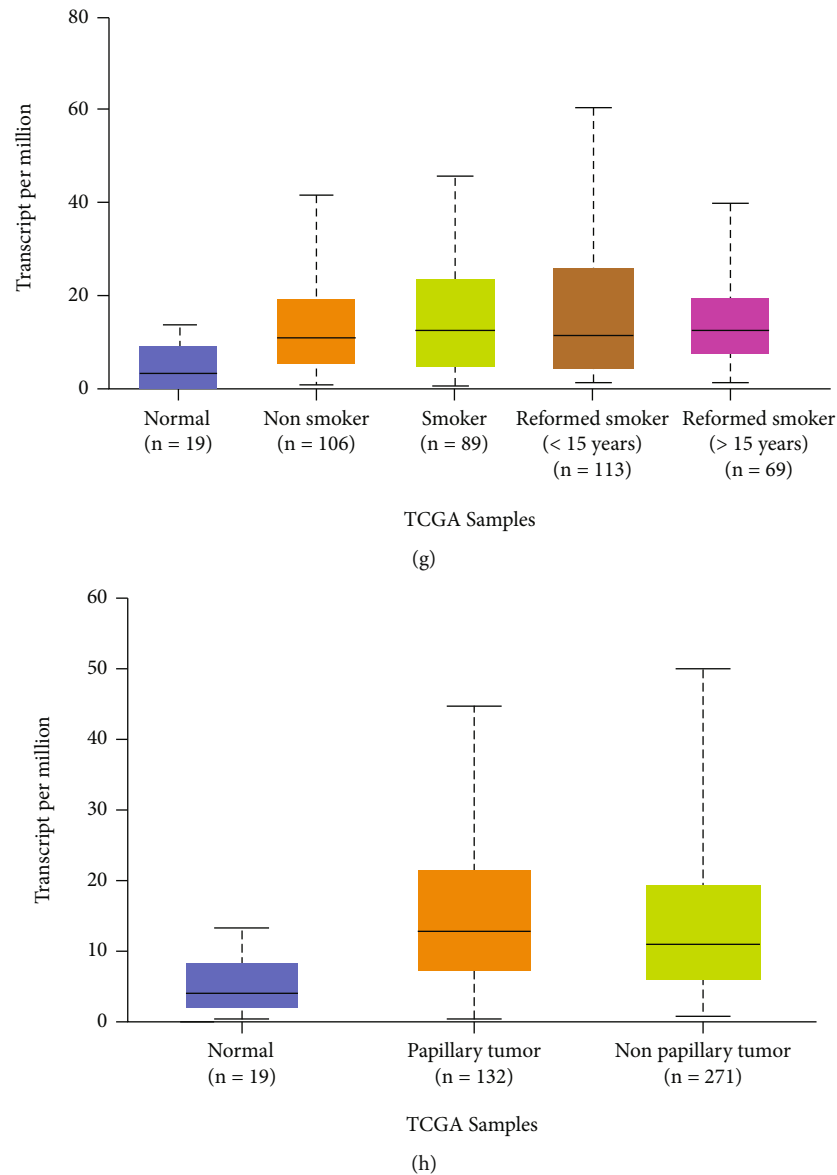 80
60
40
20
0
Transcript per million
Normal
(n = 19)
Non smoker
(n = 106)
Smoker
(n = 89)
Reformed smoker
(< 15 years)
(n = 113)
Reformed smoker
(> 15 years)
(n = 69)
TCGA Samples
(g)
60
50
40
30
20
10
0
Transcript per million
Normal
(n = 19)
Papillary tumor
(n = 132)
Non papillary tumor
(n = 271)
TCGA Samples
(h)